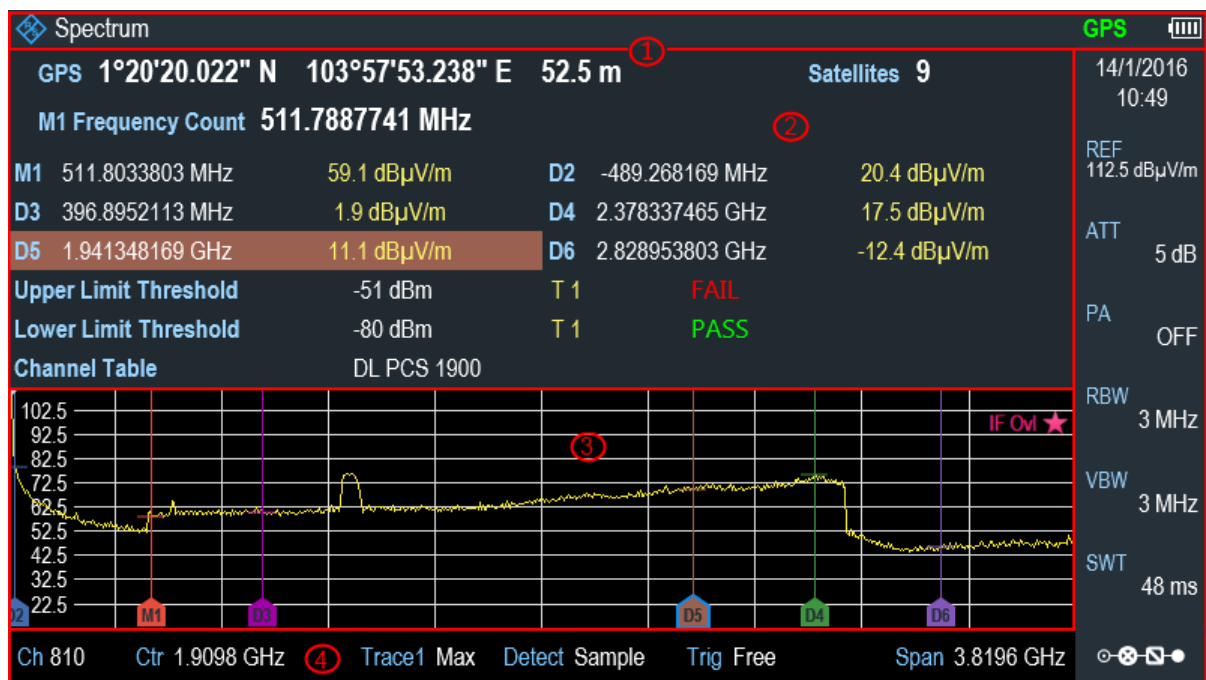 Spectrum GPS
1
GPS 1°20'20.022" N 103°57'53.238" E 52.5 m Satellites 9
14/1/2016
10:49
M1 Frequency Count 511.7887741 MHz
2
M1 511.8033803 MHz 59.1 dBµV/m D2 -489.268169 MHz 20.4 dBµV/m
D3 396.8952113 MHz 1.9 dBµV/m D4 2.378337465 GHz 17.5 dBµV/m
D5 1.941348169 GHz 11.1 dBµV/m D6 2.828953803 GHz -12.4 dBµV/m
Upper Limit Threshold -51 dBm T 1 FAIL
Lower Limit Threshold -80 dBm T 1 PASS
Channel Table DL PCS 1900
REF
112.5 dBµV/m
ATT
5 dB
PA
OFF
RBW
3 MHz
VBW
3 MHz
SWT
48 ms
102.5
IF Ovl
92.5
3
82.5
72.5
62.5
52.5
42.5
32.5
22.5
D2 M1 D3 D5 D4 D6
Ch 810 Ctr 1.9098 GHz 4 Trace1 Max Detect Sample Trig Free Span 3.8196 GHz